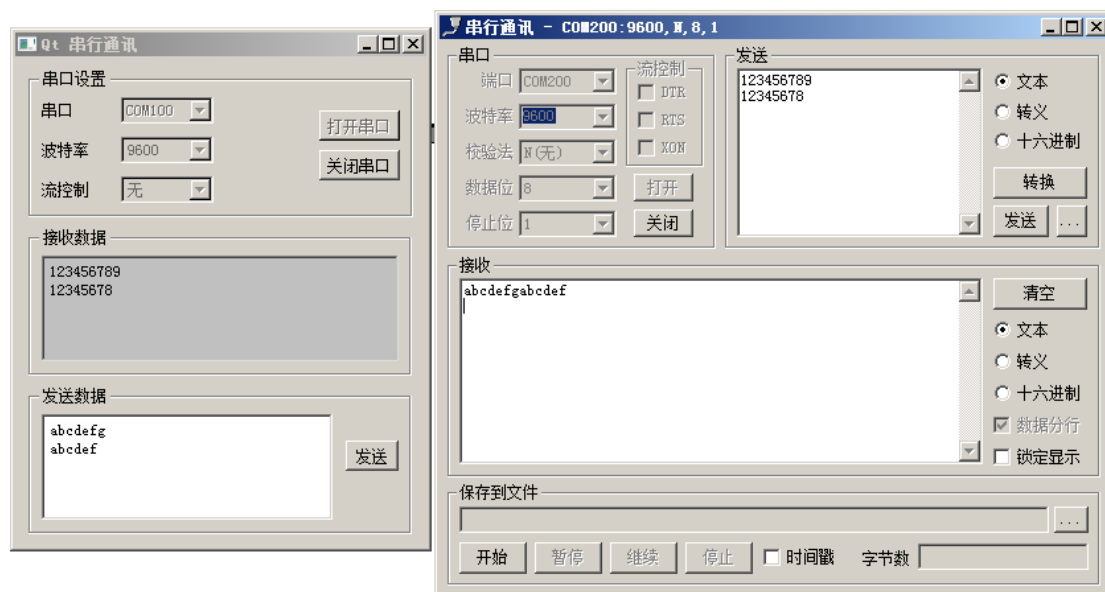 Qt 串行通讯
串口设置
串口
COM100
打开串口
波特率
9600
关闭串口
流控制
无
接收数据
123456789
12345678
发送数据
abcdefg
abcdef
发送
串行通讯 - COM200:9600,N,8,1
串口
端口
COM200
波特率
9600
校验法
N(无)
数据位
8
停止位
1
流控制
DTR
RTS
XON
打开
关闭
发送
123456789
12345678
文本
转义
十六进制
转换
发送
...
接收
abcdefgabcdef
清空
文本
转义
十六进制
数据分行
锁定显示
保存到文件
...
开始
暂停
继续
停止
时间戳
字节数